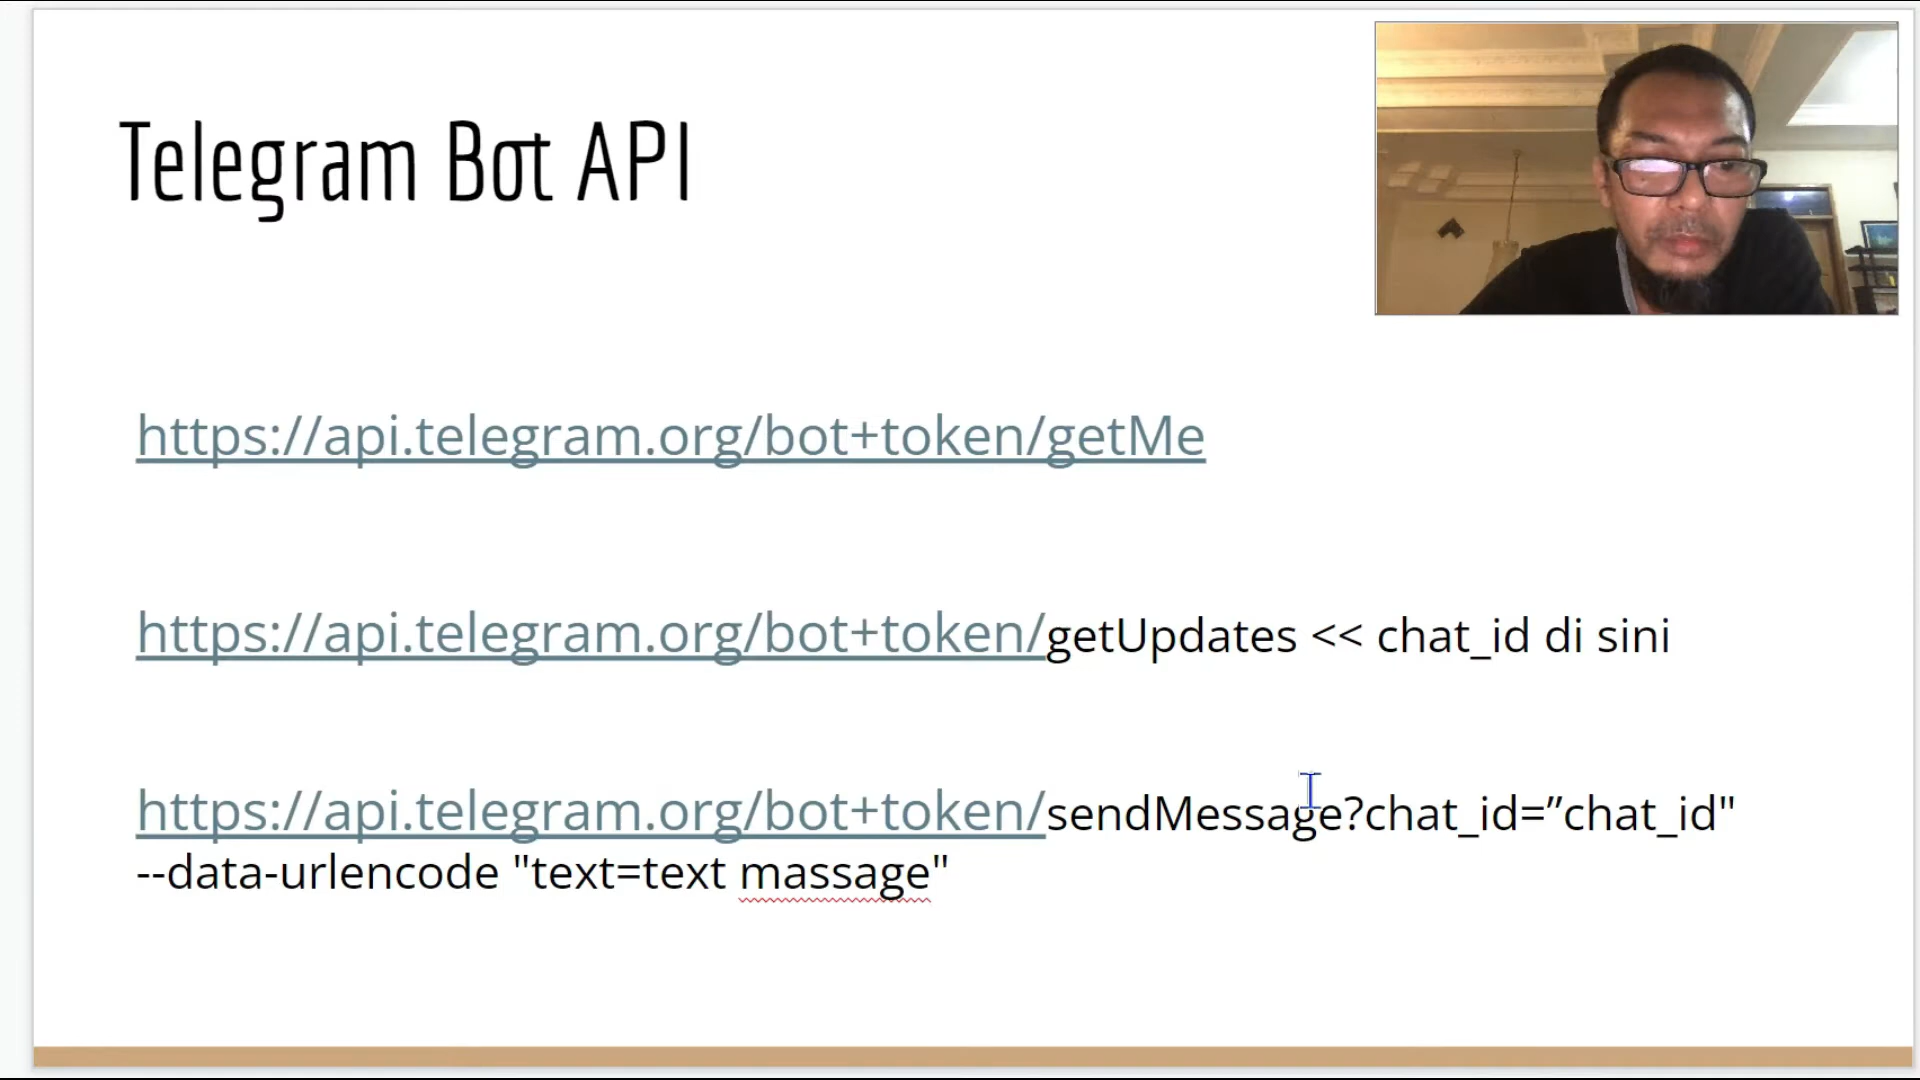 Telegram Bot API
https://api.telegram.org/bot+token/getMe
https://api.telegram.org/bot+token/getUpdates << chat_id di sini
https://api.telegram.org/bot+token/sendMessage?chat_id=”chat_id"
--data-urlencode "text=text massage"